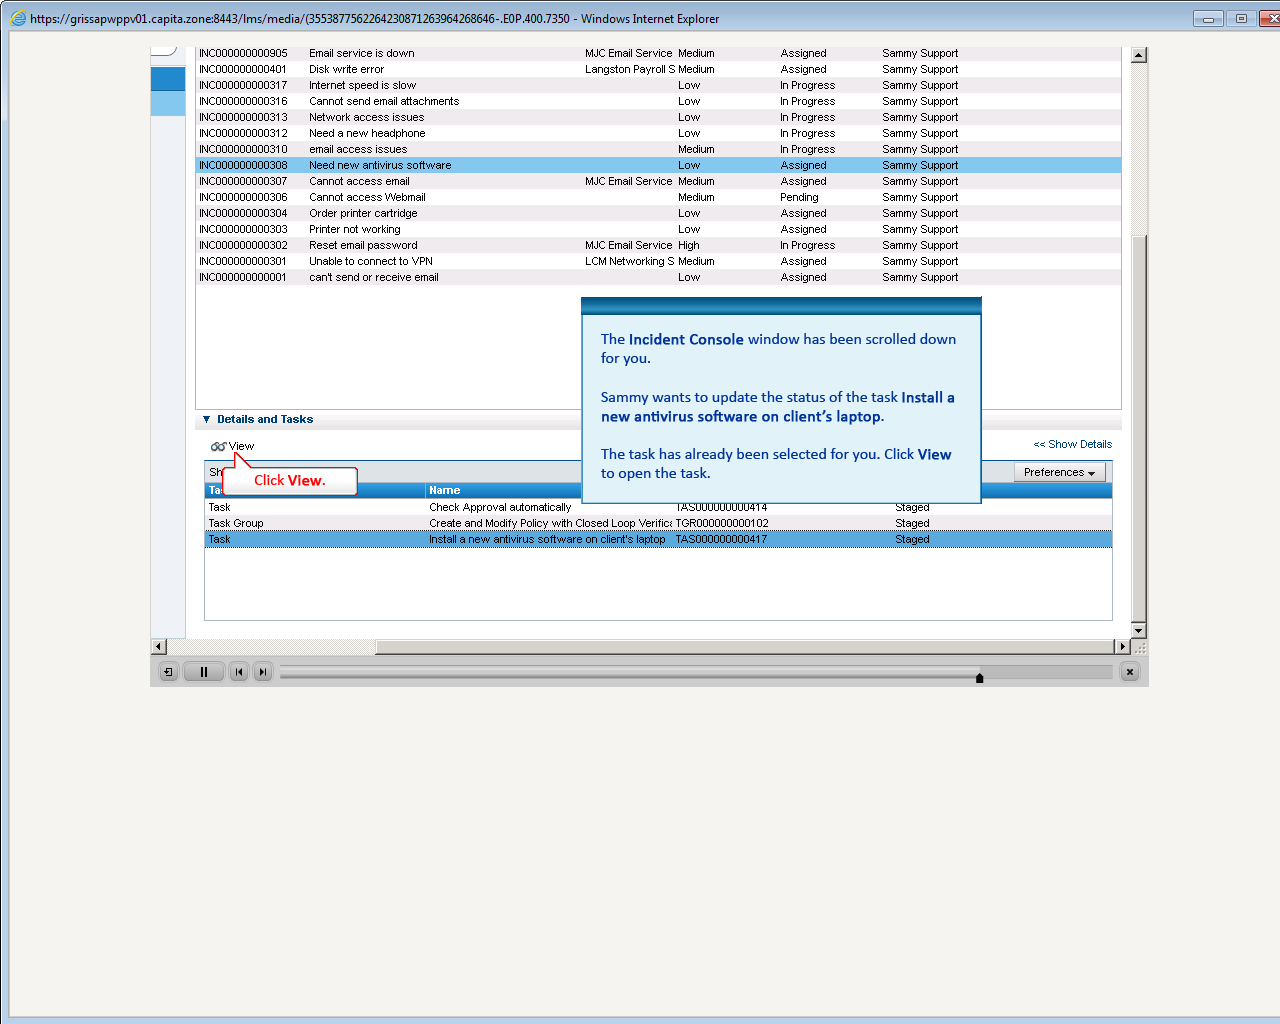 https://grissapwppv01.capita.zone:8443/lms/media/(3553877562264230871263964268646-.E0P.400.7350 - Windows Internet Explorer
INC000000000905 Email service is down MJC Email Service Medium Assigned Sammy Support
INC000000000401 Disk write error Langston Payroll S Medium Assigned Sammy Support
INC000000000317 Internet speed is slow Low In Progress Sammy Support
INC000000000316 Cannot send email attachments Low In Progress Sammy Support
INC000000000313 Network access issues Low In Progress Sammy Support
INC000000000312 Need a new headphone Low In Progress Sammy Support
INC000000000310 email access issues Medium In Progress Sammy Support
INC000000000308 Need new antivirus software Low Assigned Sammy Support
INC000000000307 Cannot access email MJC Email Service Medium Assigned Sammy Support
INC000000000306 Cannot access Webmail Medium Pending Sammy Support
INC000000000304 Order printer cartridge Low Assigned Sammy Support
INC000000000303 Printer not working Low Assigned Sammy Support
INC000000000302 Reset email password MJC Email Service High In Progress Sammy Support
INC000000000301 Unable to connect to VPN LCM Networking S Medium Assigned Sammy Support
INC000000000001 can't send or receive email Low Assigned Sammy Support
The Incident Console window has been scrolled down
for you.
Sammy wants to update the status of the task Install a
new antivirus software on client's laptop.
The task has already been selected for you. Click View
to open the task.
Details and Tasks
View
<< Show Details
Click View.
Preferences
Name
Task Check Approval automatically TAS000000000414 Staged
Task Group Create and Modify Policy with Closed Loop Verifica TGR000000000102 Staged
Task Install a new antivirus software on client's laptop TAS000000000417 Staged